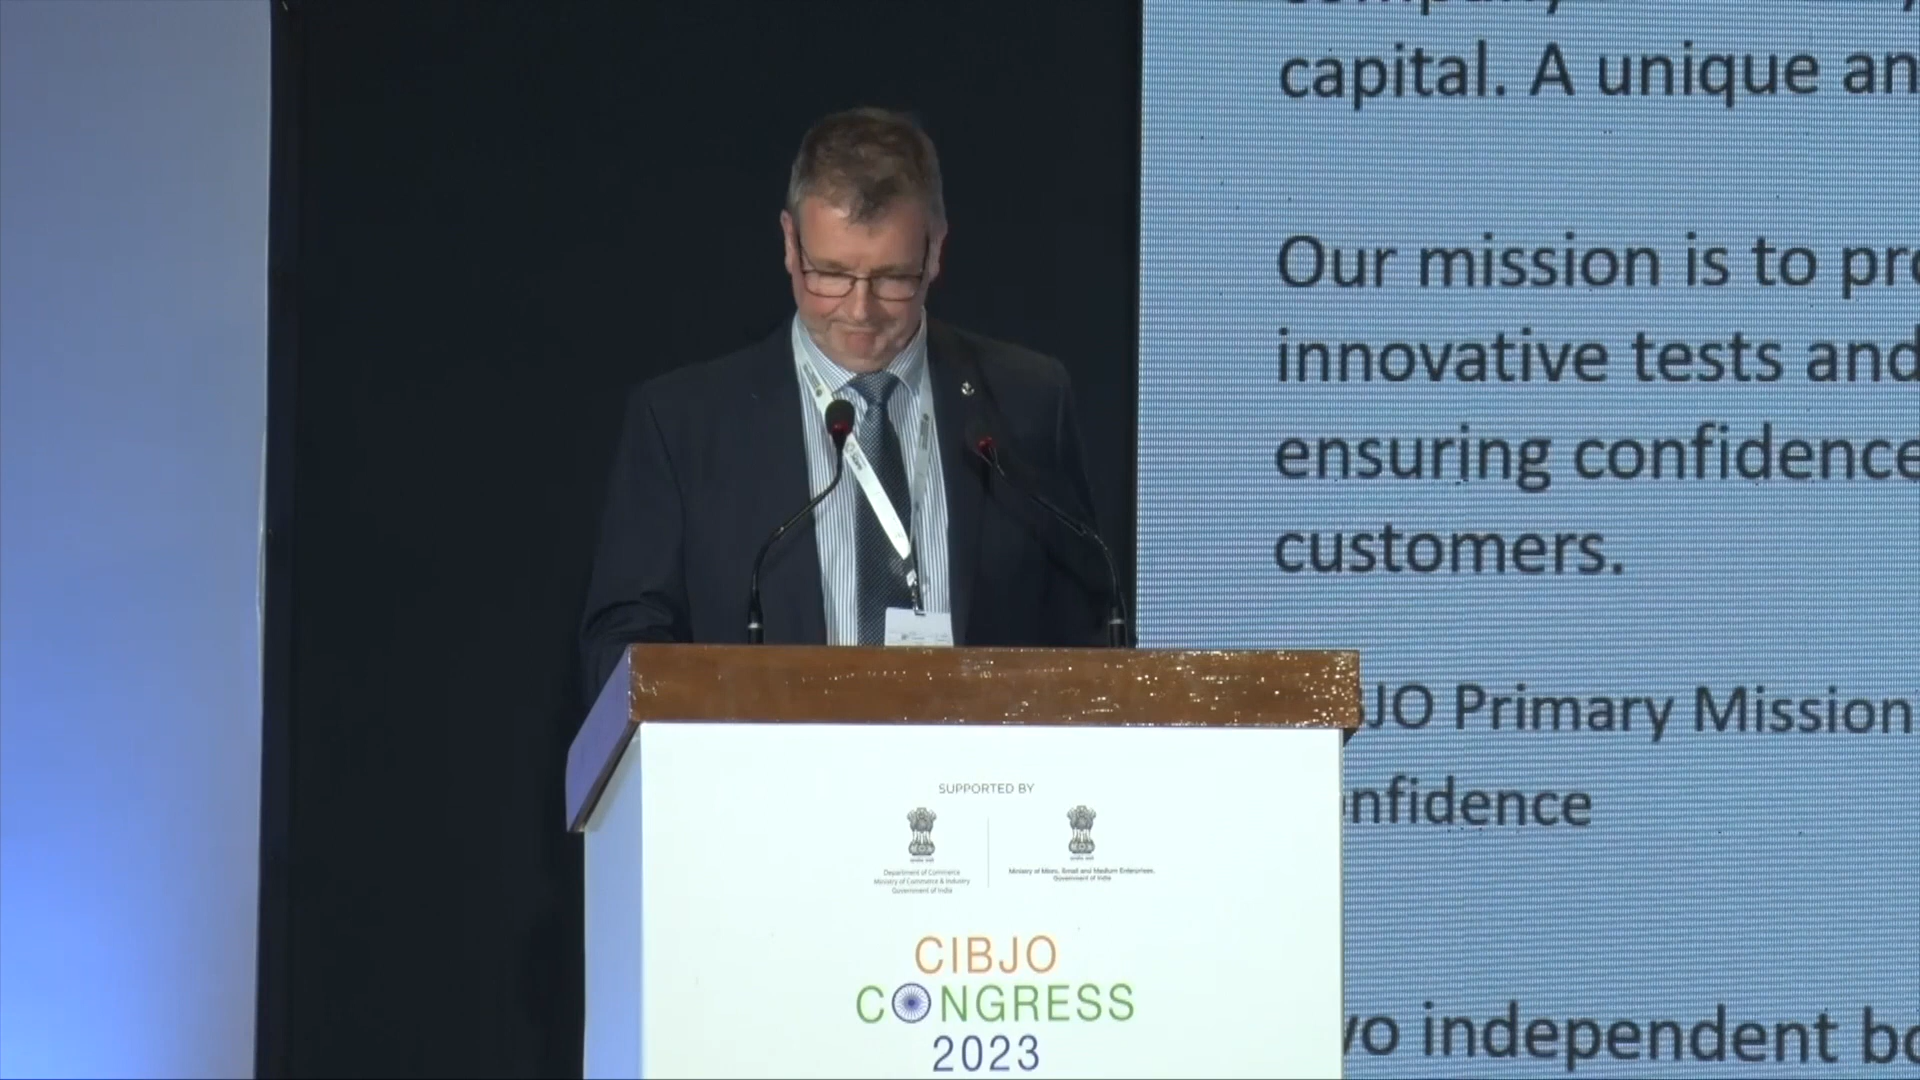 capital. A unique an
Our mission is to pr
innovative tests and
ensuring confidence
customers.
JO Primary Mission
nfidence
vo independent bo
SUPPORTED BY
Department of Commerce
Ministry of Commerce & Industry
Government of India
Ministry of Micro, Small and Medium Enterprises,
Government of India
CIBJO
CONGRESS
2023